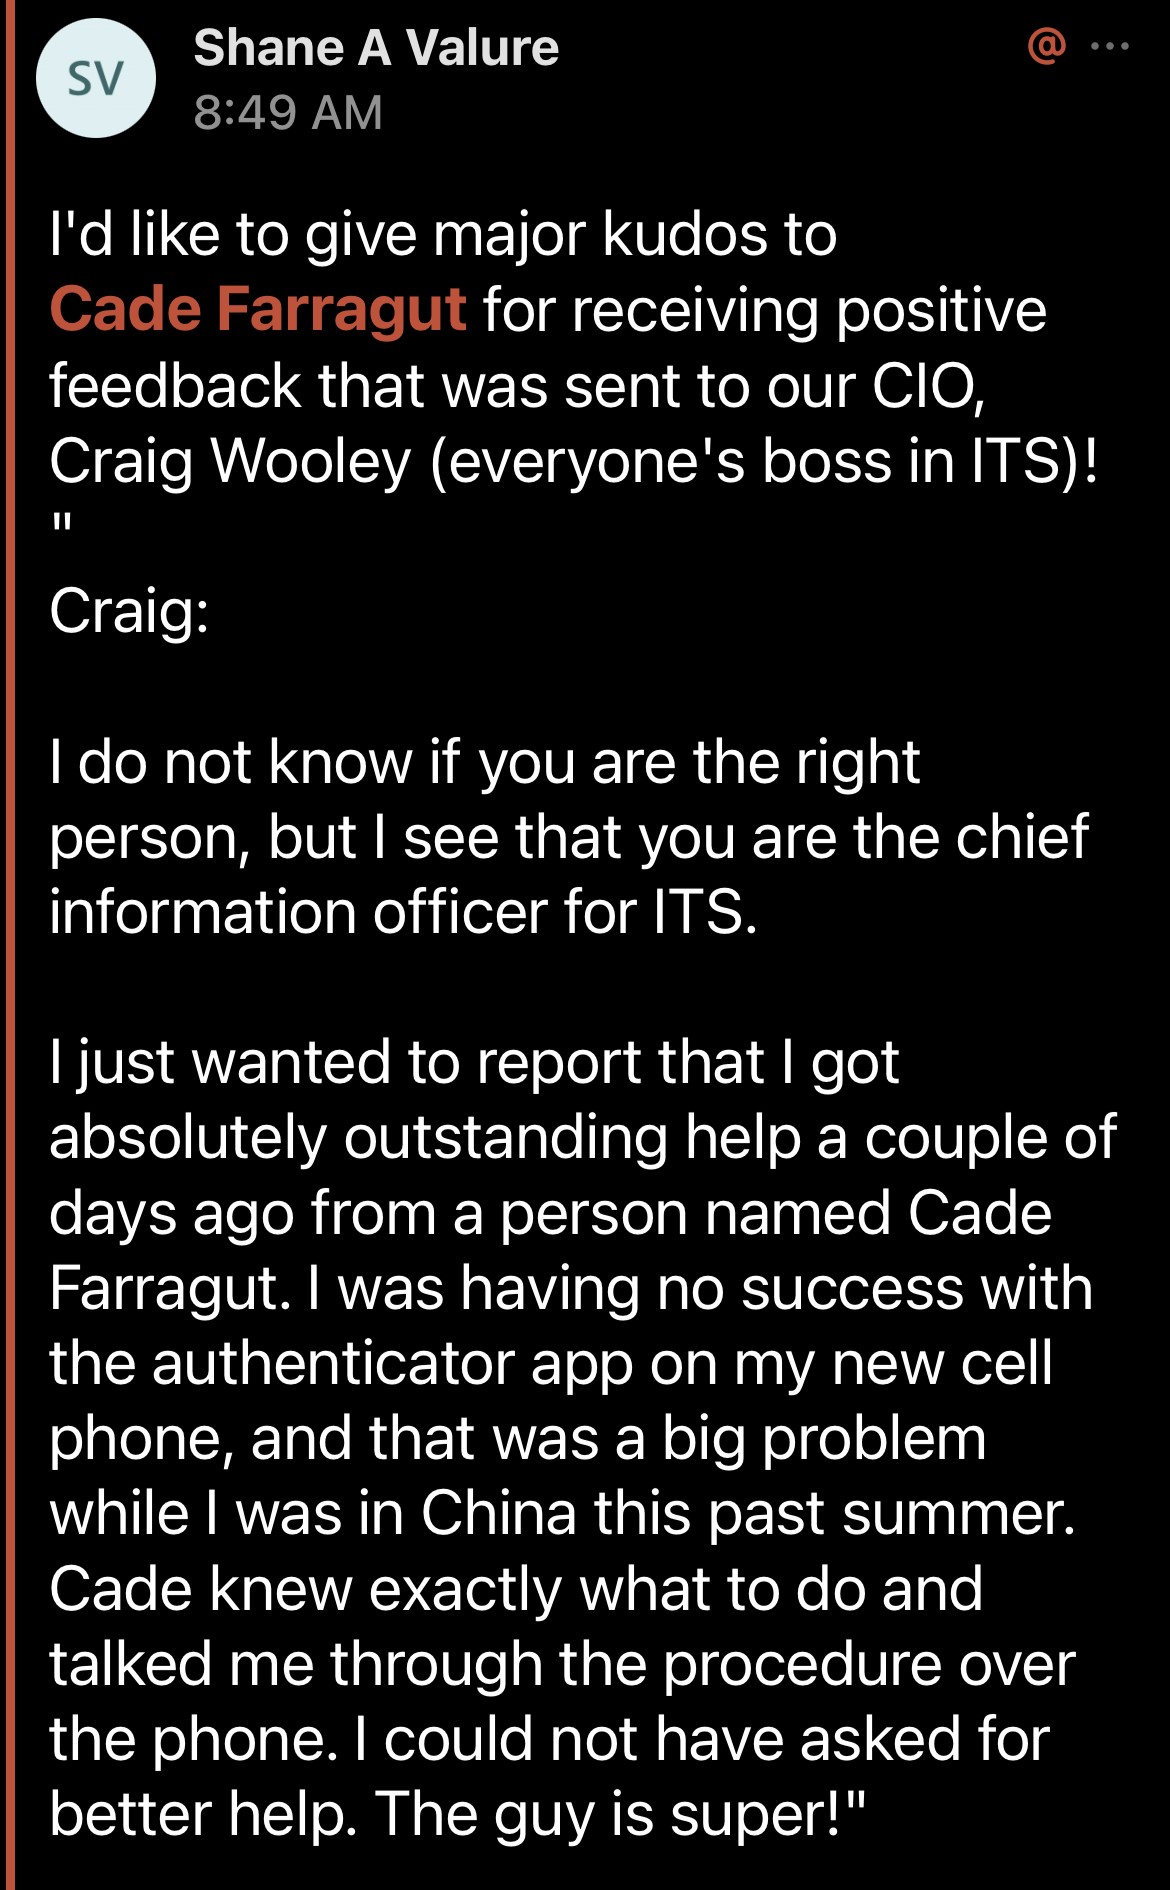 SV
Shane A Valure
@ ...
8:49 AM
I'd like to give major kudos to
Cade Farragut for receiving positive
feedback that was sent to our CIO,
Craig Wooley (everyone's boss in ITS)!
"
Craig:
I do not know if you are the right
person, but I see that you are the chief
information officer for ITS.
I just wanted to report that I got
absolutely outstanding help a couple of
days ago from a person named Cade
Farragut. I was having no success with
the authenticator app on my new cell
phone, and that was a big problem
while I was in China this past summer.
Cade knew exactly what to do and
talked me through the procedure over
the phone. I could not have asked for
better help. The guy is super!"